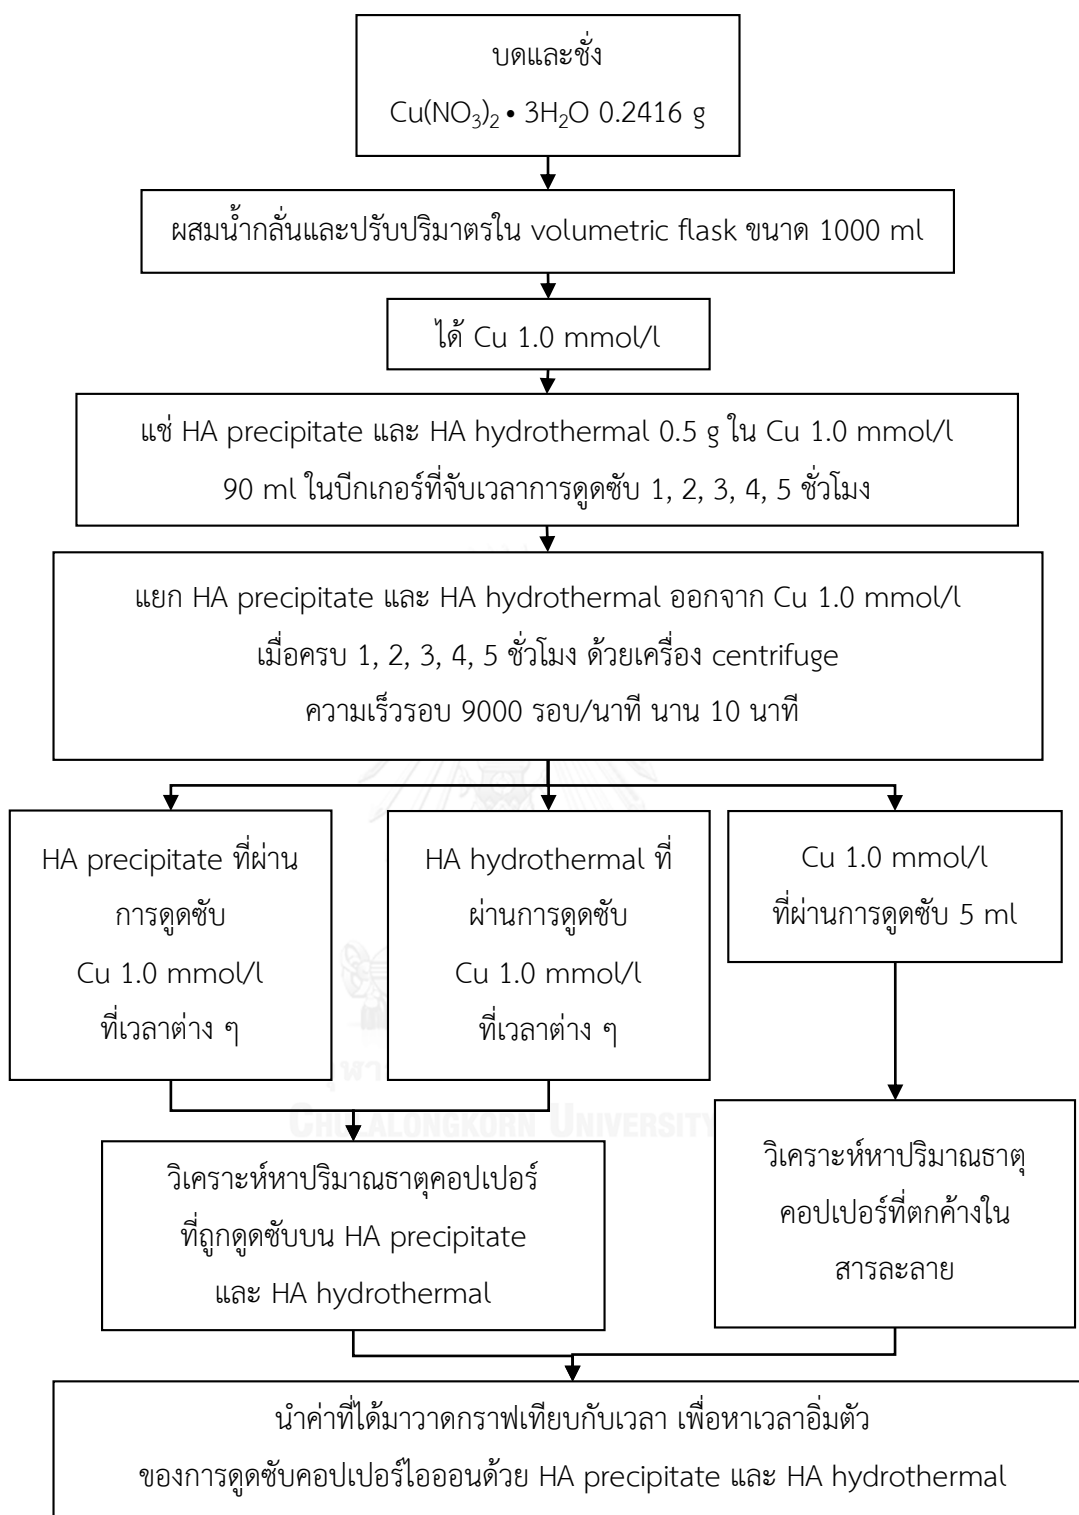 บดและชั่ง
Cu(NO₃)₂ • 3H₂O 0.2416 g
ผสมน้ำกลั่นและปรับปริมาตรใน volumetric flask ขนาด 1000 ml
ได้ Cu 1.0 mmol/l
แช่ HA precipitate และ HA hydrothermal 0.5 g ใน Cu 1.0 mmol/l
90 ml ในบีกเกอร์ที่จับเวลาการดูดซับ 1, 2, 3, 4, 5 ชั่วโมง
แยก HA precipitate และ HA hydrothermal ออกจาก Cu 1.0 mmol/l
เมื่อครบ 1, 2, 3, 4, 5 ชั่วโมง ด้วยเครื่อง centrifuge
ความเร็วรอบ 9000 รอบ/นาที นาน 10 นาที
HA precipitate ที่ผ่าน
การดูดซับ
Cu 1.0 mmol/l
ที่เวลาต่าง ๆ
HA hydrothermal ที่
ผ่านการดูดซับ
Cu 1.0 mmol/l
ที่เวลาต่าง ๆ
Cu 1.0 mmol/l
ที่ผ่านการดูดซับ 5 ml
CHULALONGKORN UNIVERSITY
วิเคราะห์หาปริมาณธาตุคอปเปอร์
ที่ถูกดูดซับบน HA precipitate
และ HA hydrothermal
วิเคราะห์หาปริมาณธาตุ
คอปเปอร์ที่ตกค้างใน
สารละลาย
นำค่าที่ได้มาวาดกราฟเทียบกับเวลา เพื่อหาเวลาอิ่มตัว
ของการดูดซับคอปเปอร์ไอออนด้วย HA precipitate และ HA hydrothermal